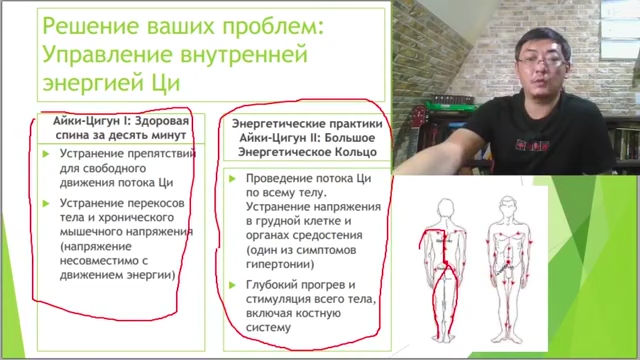 Решение ваших проблем:
Управление внутренней
энергией Ци
Айки-Цигун I: Здоровая
спина за десять минут
Устранение препятствий
для свободного
движения потока Ци
Устранение перекосов
тела и хронического
мышечного напряжения
(напряжение
несовместимо с
движением энергии)
Энергетические практики
Айки-Цигун II: Большое
Энергетическое Кольцо
Проведение потока Ци
по всему телу.
Устранение напряжения
в грудной клетке и
органах средостения
(один из симптомов
гипертонии)
Глубокий прогрев и
стимуляция всего тела,
включая костную
систему